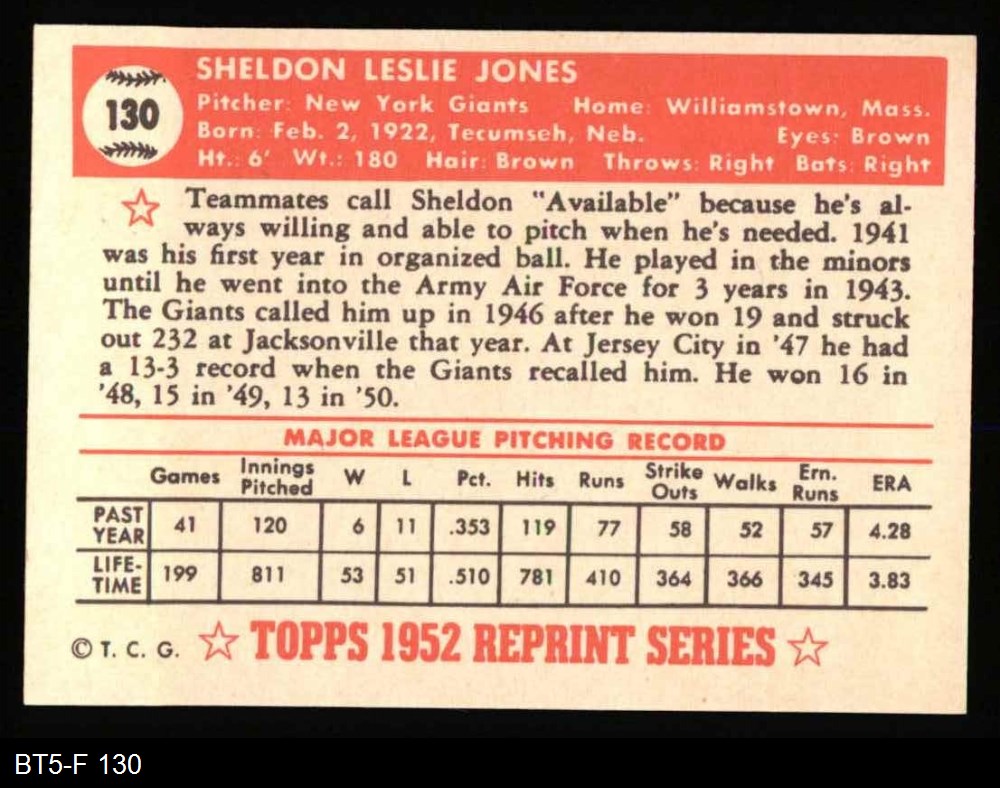 130
SHELDON LESLIE JONES
Pitcher: New York Giants Home: Williamstown, Mass.
Born: Feb. 2, 1922, Tecumseh, Neb. Eyes: Brown
Ht.: 6' Wt.: 180 Hair: Brown Throws: Right Bats: Right
Teammates call Sheldon "Available" because he's al-
ways willing and able to pitch when he's needed. 1941
was his first year in organized ball. He played in the minors
until he went into the Army Air Force for 3 years in 1943.
The Giants called him up in 1946 after he won 19 and struck
out 232 at Jacksonville that year. At Jersey City in '47 he had
a 13-3 record when the Giants recalled him. He won 16 in
'48, 15 in '49, 13 in '50.
MAJOR LEAGUE PITCHING RECORD
Games Innings Pitched W L Pct. Hits Runs Strike Outs Walks Ern. Runs ERA
PAST YEAR 41 120 6 11 .353 119 77 58 52 57 4.28
LIFE-TIME 199 811 53 51 .510 781 410 364 366 345 3.83
© T. C. G. TOPPS 1952 REPRINT SERIES
BT5-F 130